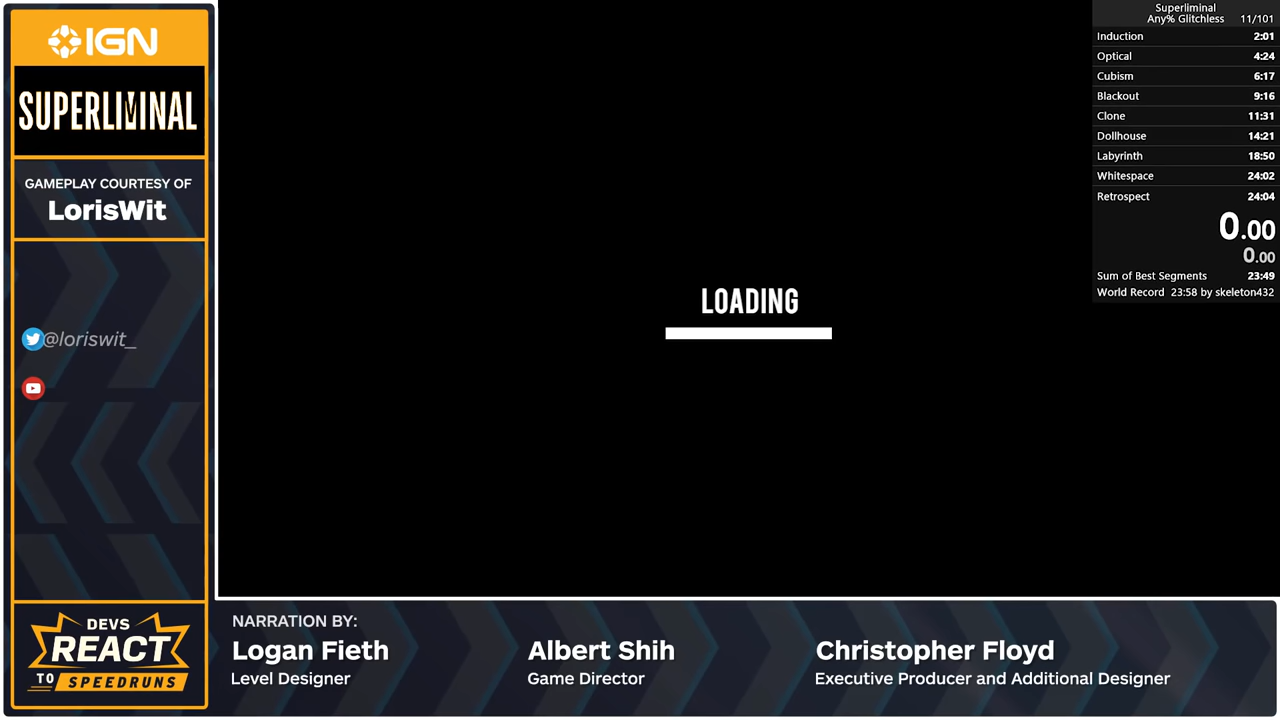 IGN
SUPERLIMINAL
GAMEPLAY COURTESY OF
LorisWit
@loriswit_
DEVS
REACT
TO SPEEDRUNS
LOADING
Superliminal
Any% Glitchless 11/101
Induction 2:01
Optical 4:24
Cubism 6:17
Blackout 9:16
Clone 11:31
Dollhouse 14:21
Labyrinth 18:50
Whitespace 24:02
Retrospect 24:04
0.00
0.00
Sum of Best Segments 23:49
World Record 23:58 by skeleton432
NARRATION BY:
Logan Fieth
Level Designer
Albert Shih
Game Director
Christopher Floyd
Executive Producer and Additional Designer